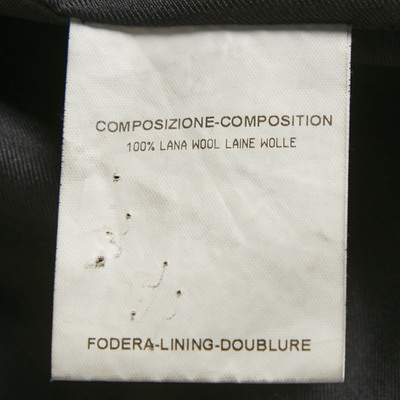 COMPOSIZIONE-COMPOSITION
100% LANA WOOL LAINE WOLLE
FODERA-LINING-DOUBLURE